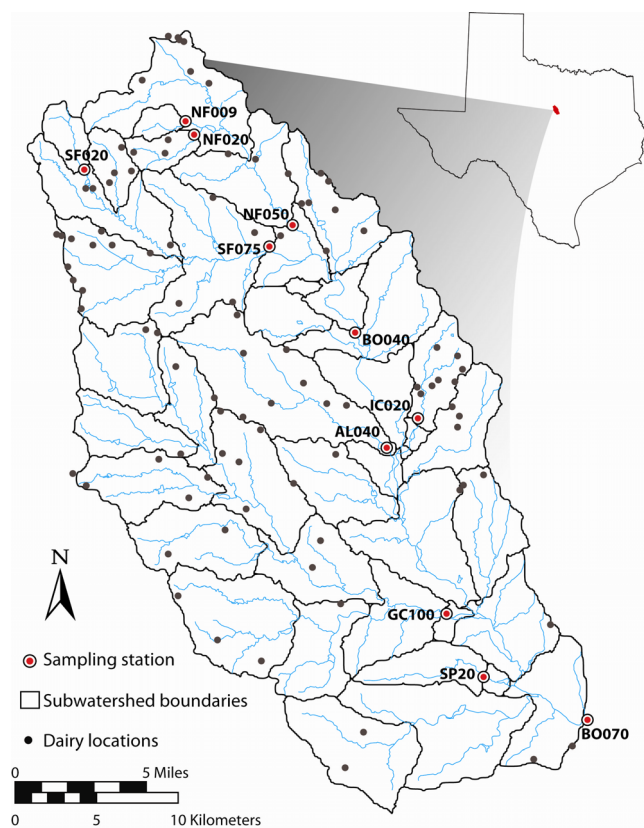 NF009
NF020
SF020
NF050
SF075
BO040
IC020
AL040
N
GC100
Sampling station
SP20
Subwatershed boundaries
BO070
Dairy locations
0 5 Miles
0 5 10 Kilometers